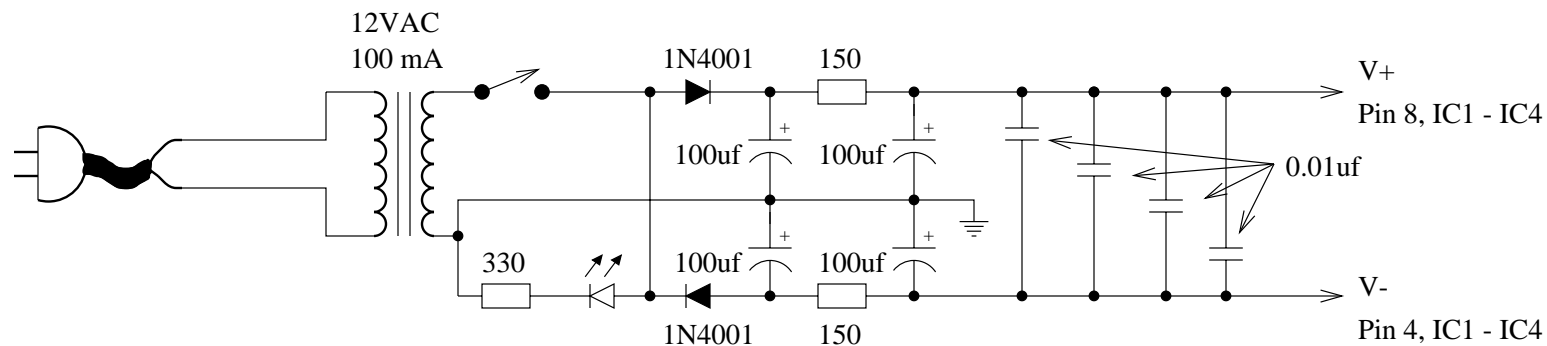 12VAC
100 mA
1N4001
150
V+
Pin 8, IC1 - IC4
+
+
100uf
100uf
0.01uf
+
+
330
100uf
100uf
V-
1N4001
150
Pin 4, IC1 - IC4